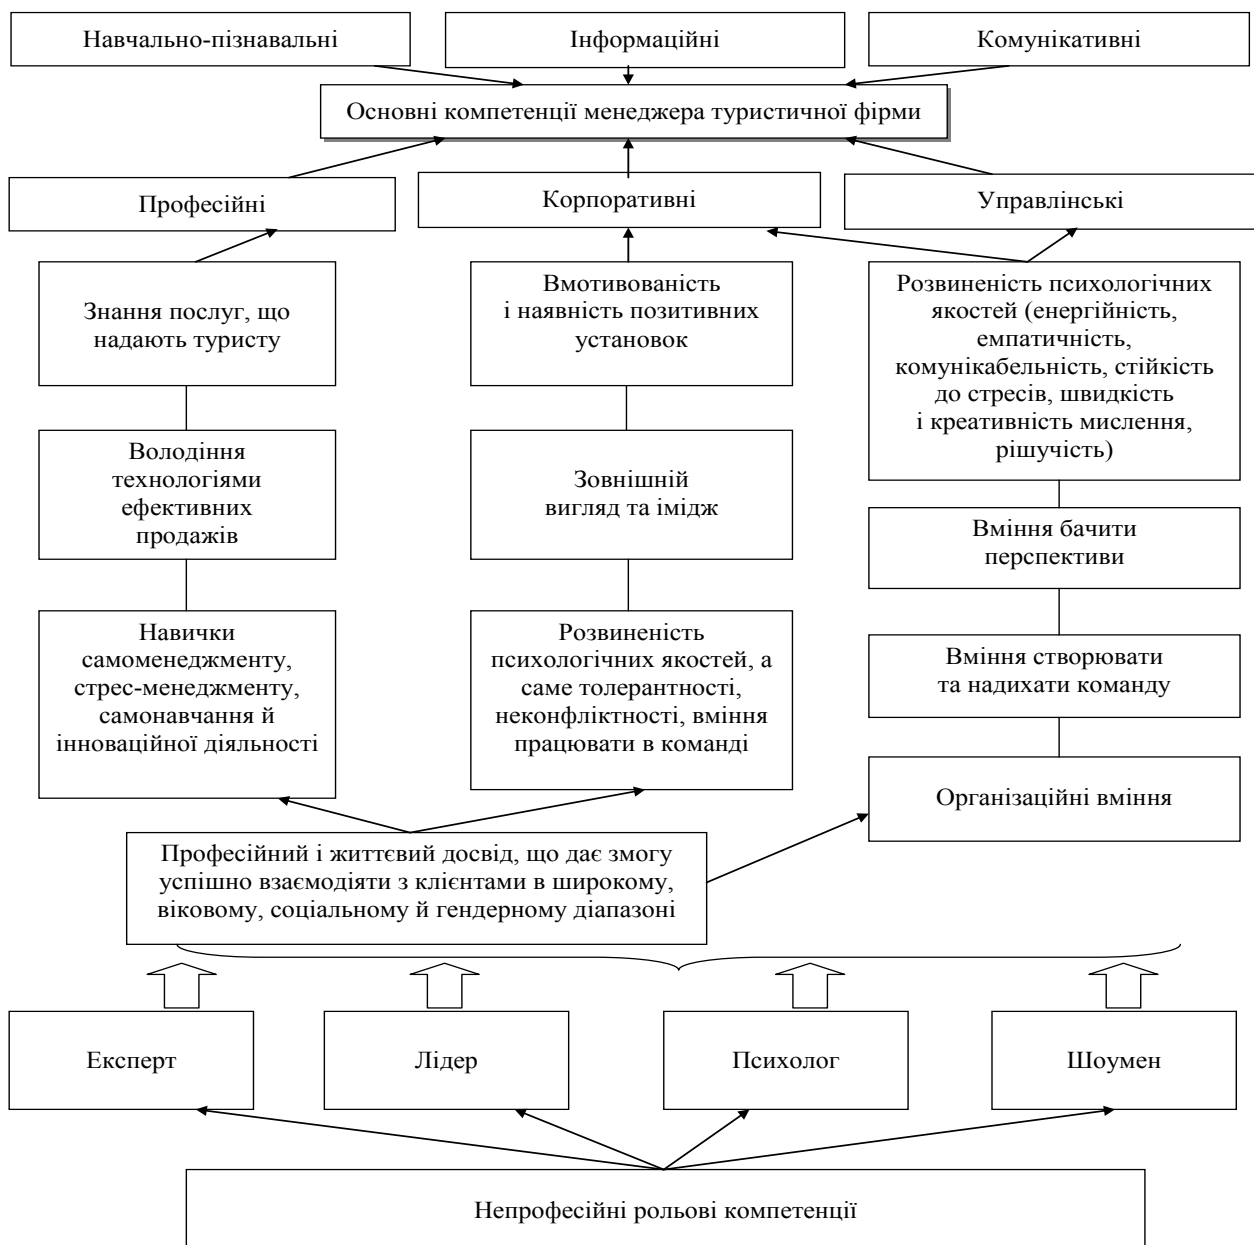 Навчально-пізнавальні
Інформаційні
Комунікативні
Основні компетенції менеджера туристичної фірми
Професійні
Корпоративні
Управлінські
Знання послуг, що
надають туристу
Вмотивованість
і наявність позитивних
установок
Розвиненість психологічних
якостей (енергійність,
емпатичність,
комунікабельність, стійкість
до стресів, швидкість
і креативність мислення,
рішучість)
Володіння
технологіями
ефективних
продажів
Зовнішній
вигляд та імідж
Вміння бачити
перспективи
Навички
самоменеджменту,
стрес-менеджменту,
самонавчання й
інноваційної діяльності
Розвиненість
психологічних якостей, а
саме толерантності,
неконфліктності, вміння
працювати в команді
Вміння створювати
та надихати команду
Організаційні вміння
Професійний і життєвий досвід, що дає змогу
успішно взаємодіяти з клієнтами в широкому,
віковому, соціальному й гендерному діапазоні
Експерт
Лідер
Психолог
Шоумен
Непрофесійні рольові компетенції